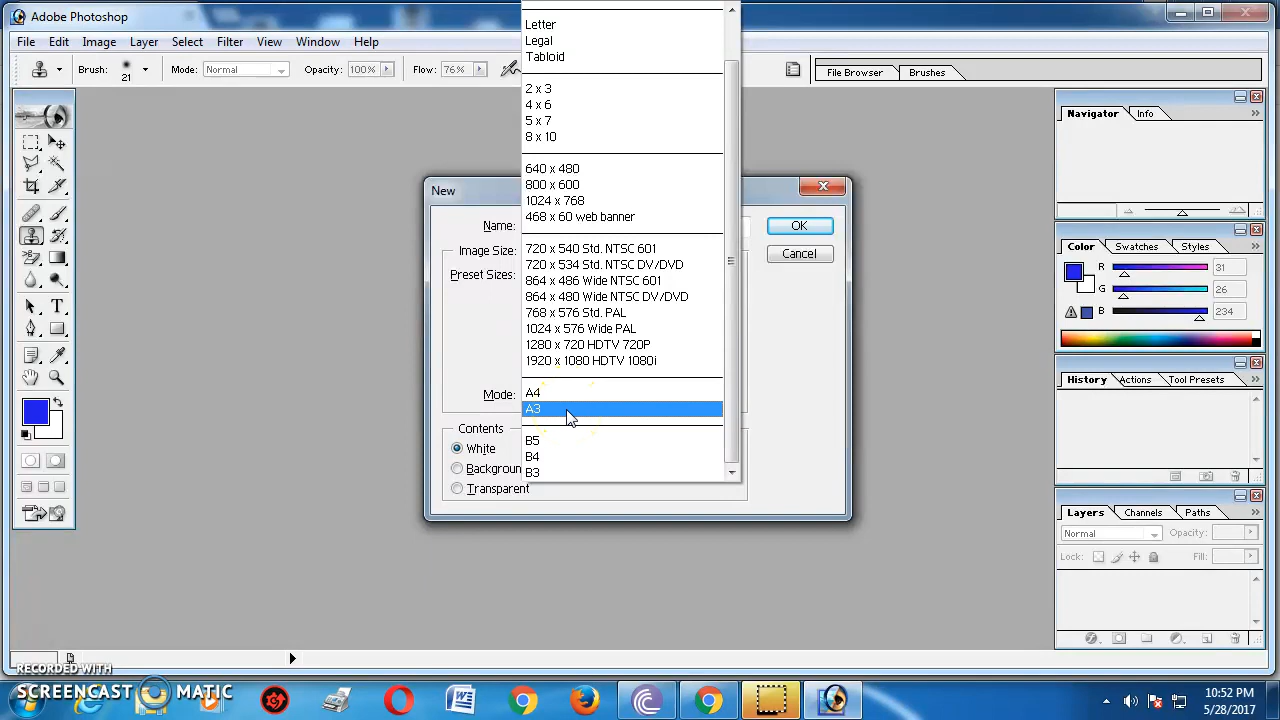 Adobe Photoshop
File Edit Image Layer Select Filter View Window Help
Brush: 21 Mode: Normal Opacity: 100% Flow: 76% File Browser Brushes
Letter
Legal
Tabloid
2 x 3
4 x 6
5 x 7
8 x 10
640 x 480
800 x 600
1024 x 768
468 x 60 web banner
720 x 540 Std. NTSC 601
720 x 534 Std. NTSC DV/DVD
864 x 486 Wide NTSC 601
864 x 480 Wide NTSC DV/DVD
768 x 576 Std. PAL
1024 x 576 Wide PAL
1280 x 720 HDTV 720P
1920 x 1080 HDTV 1080i
A4
A3
B5
B4
B3
New
Name:
Image Size:
Preset Sizes:
Mode:
Contents
White
Backgroun
Transparent
OK
Cancel
Navigator Info
Color Swatches Styles
R 31
G 26
B 234
History Actions Tool Presets
Layers Channels Paths
Normal Opacity:
Lock: Fill:
RECORDED WITH
SCREENCAST MATIC
10:52 PM
5/28/2017